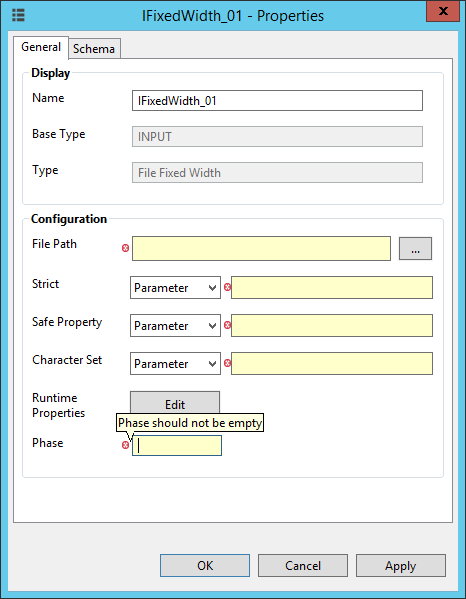 IFixedWidth_01 - Properties
General
Schema
Display
Name
IFixedWidth_01
Base Type
INPUT
Type
File Fixed Width
Configuration
File Path
...
Strict
Parameter
Safe Property
Parameter
Character Set
Parameter
Runtime
Properties
Edit
Phase should not be empty
Phase
OK
Cancel
Apply